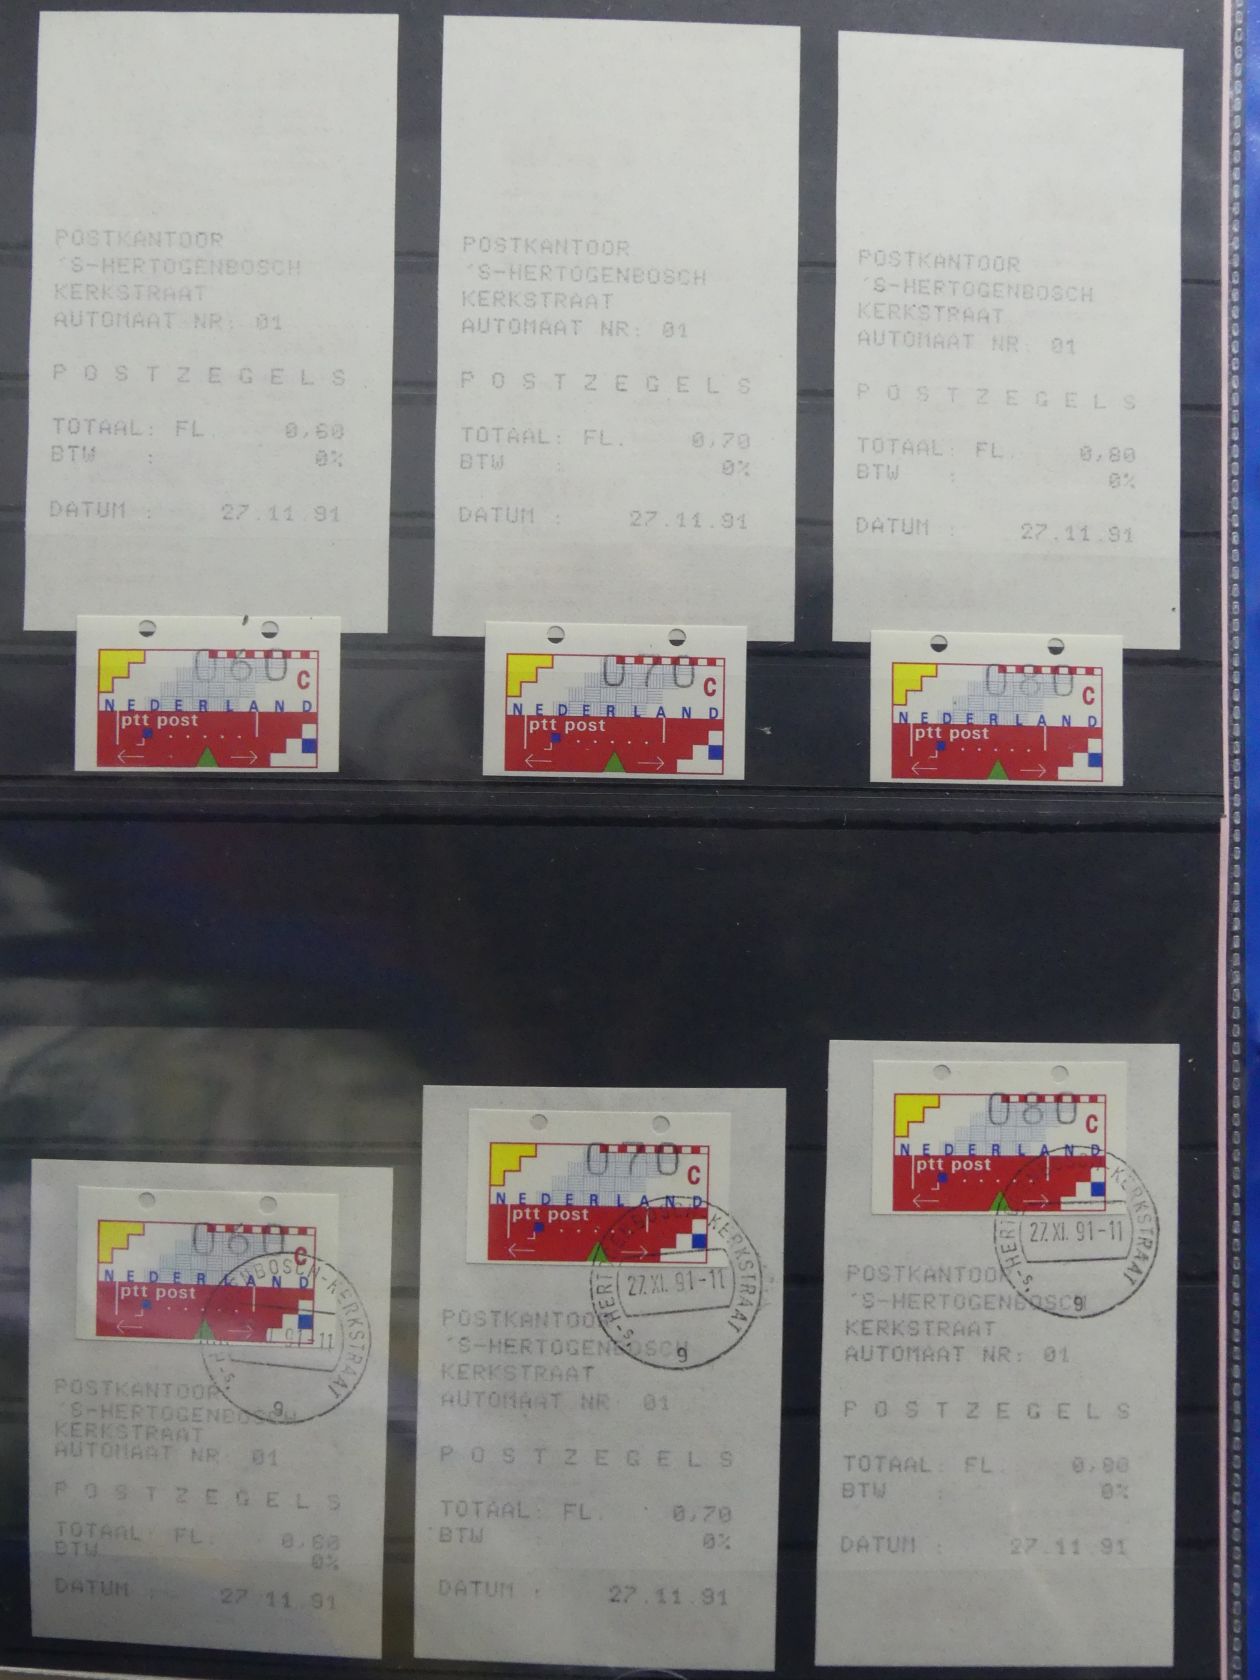 POSTKANTOOR
'S-HERTOGENBOSCH
KERKSTRAAT
AUTOMAAT NR: 01
POSTZEGELS
TOTAAL: FL. 0,60
BTW : 0%
DATUM : 27.11.91
060 C
NEDERLAND
ptt post
POSTKANTOOR
'S-HERTOGENBOSCH
KERKSTRAAT
AUTOMAAT NR: 01
POSTZEGELS
TOTAAL: FL. 0,70
BTW : 0%
DATUM : 27.11.91
070 C
NEDERLAND
ptt post
POSTKANTOOR
'S-HERTOGENBOSCH
KERKSTRAAT
AUTOMAAT NR: 01
POSTZEGELS
TOTAAL: FL. 0,80
BTW : 0%
DATUM : 27.11.91
080 C
NEDERLAND
ptt post
060 C
NEDERLAND
ptt post
-KERKSTRAAT
91-11
9
POSTKANTOOR
'S-HERTOGENBOSCH
KERKSTRAAT
AUTOMAAT NR: 01
POSTZEGELS
TOTAAL: FL. 0,60
BTW 0%
DATUM : 27.11.91
070 C
NEDERLAND
ptt post
's-HERTOGENBOSCH-KERKSTRAAT
27.XI.91-11
9
POSTKANTOOR
'S-HERTOGENBOSCH
KERKSTRAAT
AUTOMAAT NR: 01
POSTZEGELS
TOTAAL: FL. 0,70
BTW : 0%
DATUM : 27.11.91
080 C
NEDERLAND
ptt post
-KERKSTRAAT
27.XI.91-11
9
POSTKANTOOR
'S-HERTOGENBOSCH
KERKSTRAAT
AUTOMAAT NR: 01
POSTZEGELS
TOTAAL: FL. 0,80
BTW : 0%
DATUM : 27.11.91